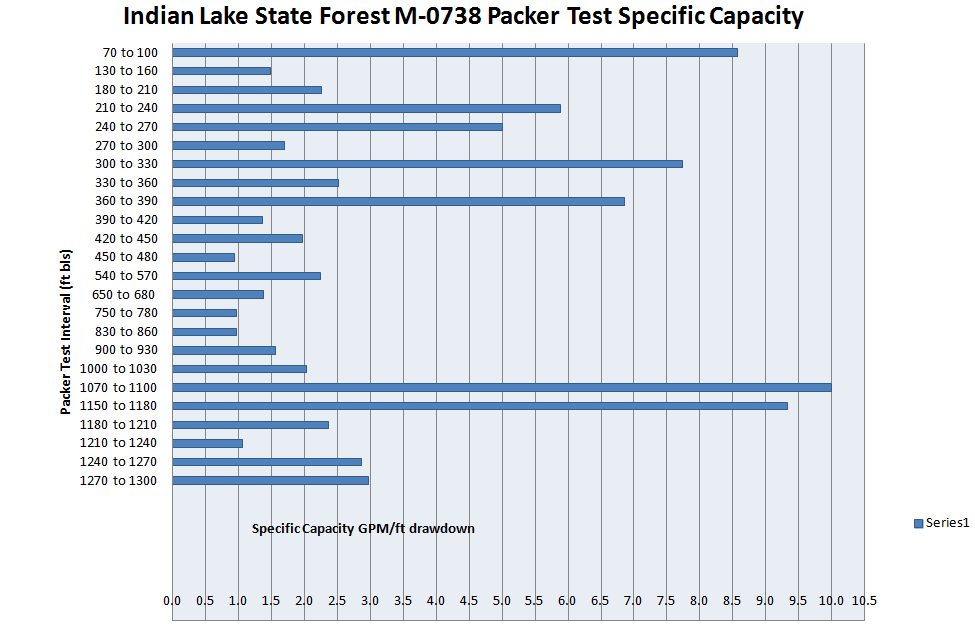 Indian Lake State Forest M-0738 Packer Test Specific Capacity
Packer Test Interval (ft bls)
70 to 100
130 to 160
180 to 210
210 to 240
240 to 270
270 to 300
300 to 330
330 to 360
360 to 390
390 to 420
420 to 450
450 to 480
540 to 570
650 to 680
750 to 780
830 to 860
900 to 930
1000 to 1030
1070 to 1100
1150 to 1180
1180 to 1210
1210 to 1240
1240 to 1270
1270 to 1300
Specific Capacity GPM/ft drawdown
Series1
0.0 0.5 1.0 1.5 2.0 2.5 3.0 3.5 4.0 4.5 5.0 5.5 6.0 6.5 7.0 7.5 8.0 8.5 9.0 9.5 10.0 10.5